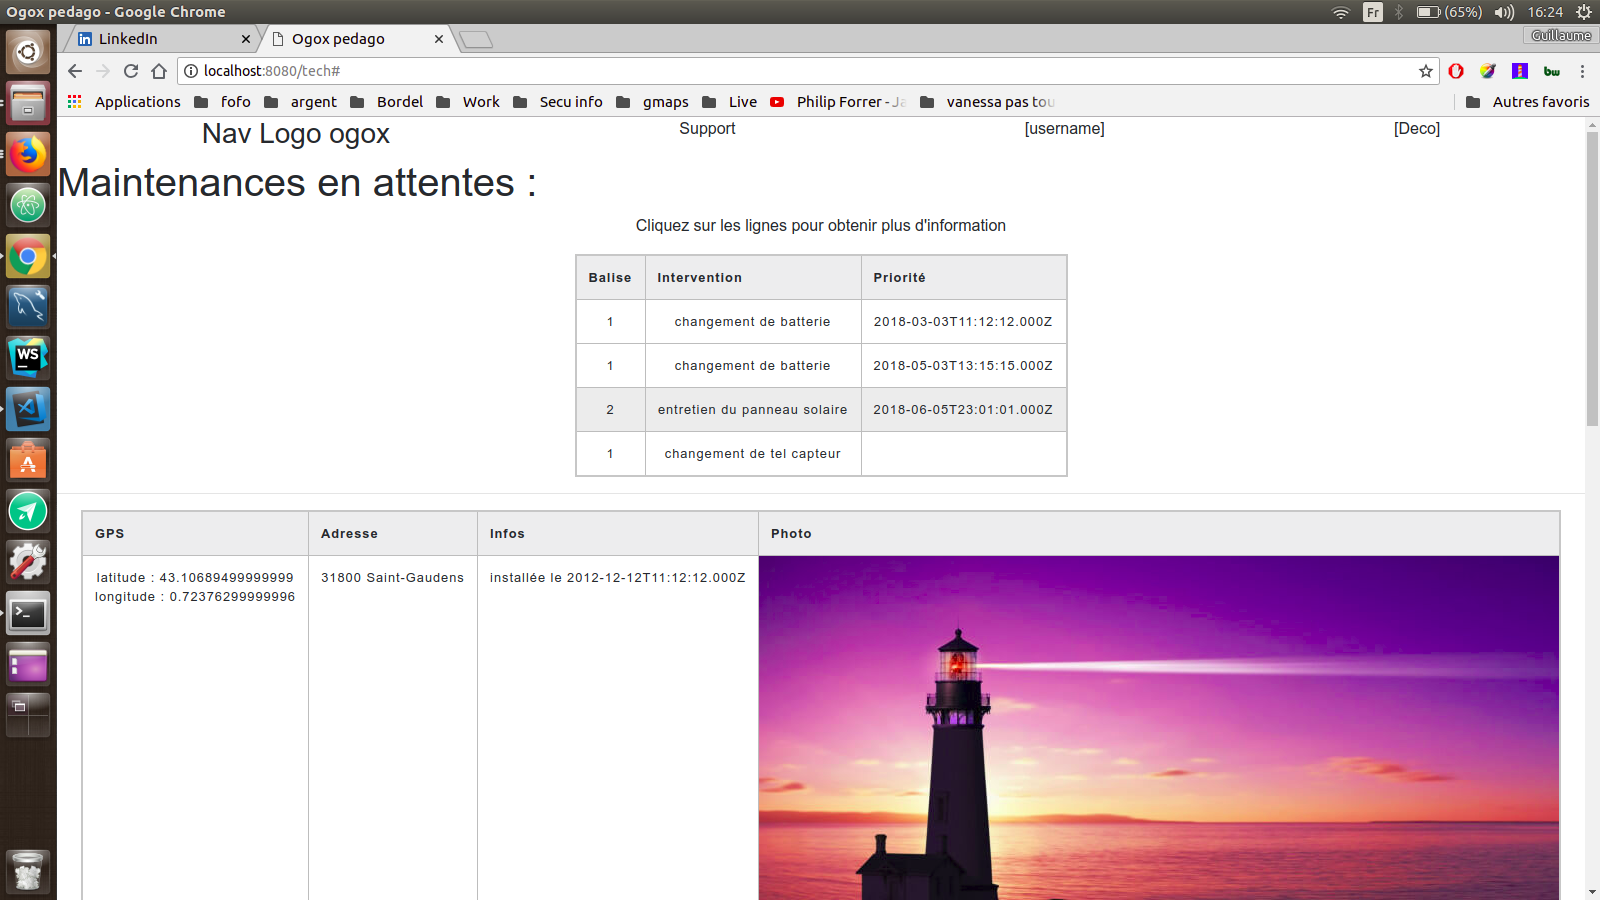 Ogox pedago - Google Chrome
Fr (65%) 16:24
LinkedIn
Ogox pedago
Guillaume
localhost:8080/tech#
Applications fofo argent Bordel Work Secu info gmaps Live Philip Forrer - Ja vanessa pas tou Autres favoris
Nav Logo ogox Support [username] [Deco]
Maintenances en attentes :
Cliquez sur les lignes pour obtenir plus d'information
Balise Intervention Priorité
1 changement de batterie 2018-03-03T11:12:12.000Z
1 changement de batterie 2018-05-03T13:15:15.000Z
2 entretien du panneau solaire 2018-06-05T23:01:01.000Z
1 changement de tel capteur
GPS Adresse Infos Photo
latitude : 43.10689499999999 31800 Saint-Gaudens installée le 2012-12-12T11:12:12.000Z
longitude : 0.72376299999996
WS